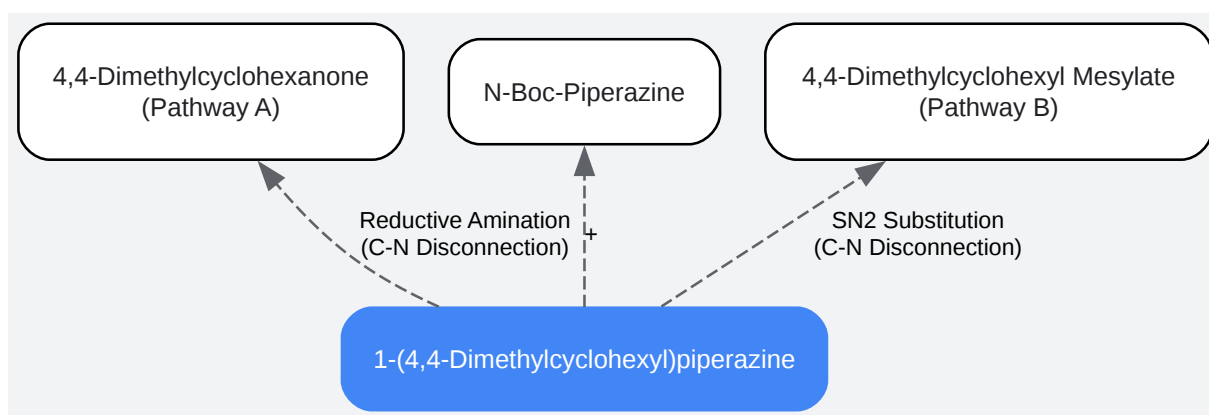 4,4-Dimethylcyclohexanone
(Pathway A)
N-Boc-Piperazine
4,4-Dimethylcyclohexyl Mesylate
(Pathway B)
Reductive Amination
(C-N Disconnection)
+
SN2 Substitution
(C-N Disconnection)
1-(4,4-Dimethylcyclohexyl)piperazine